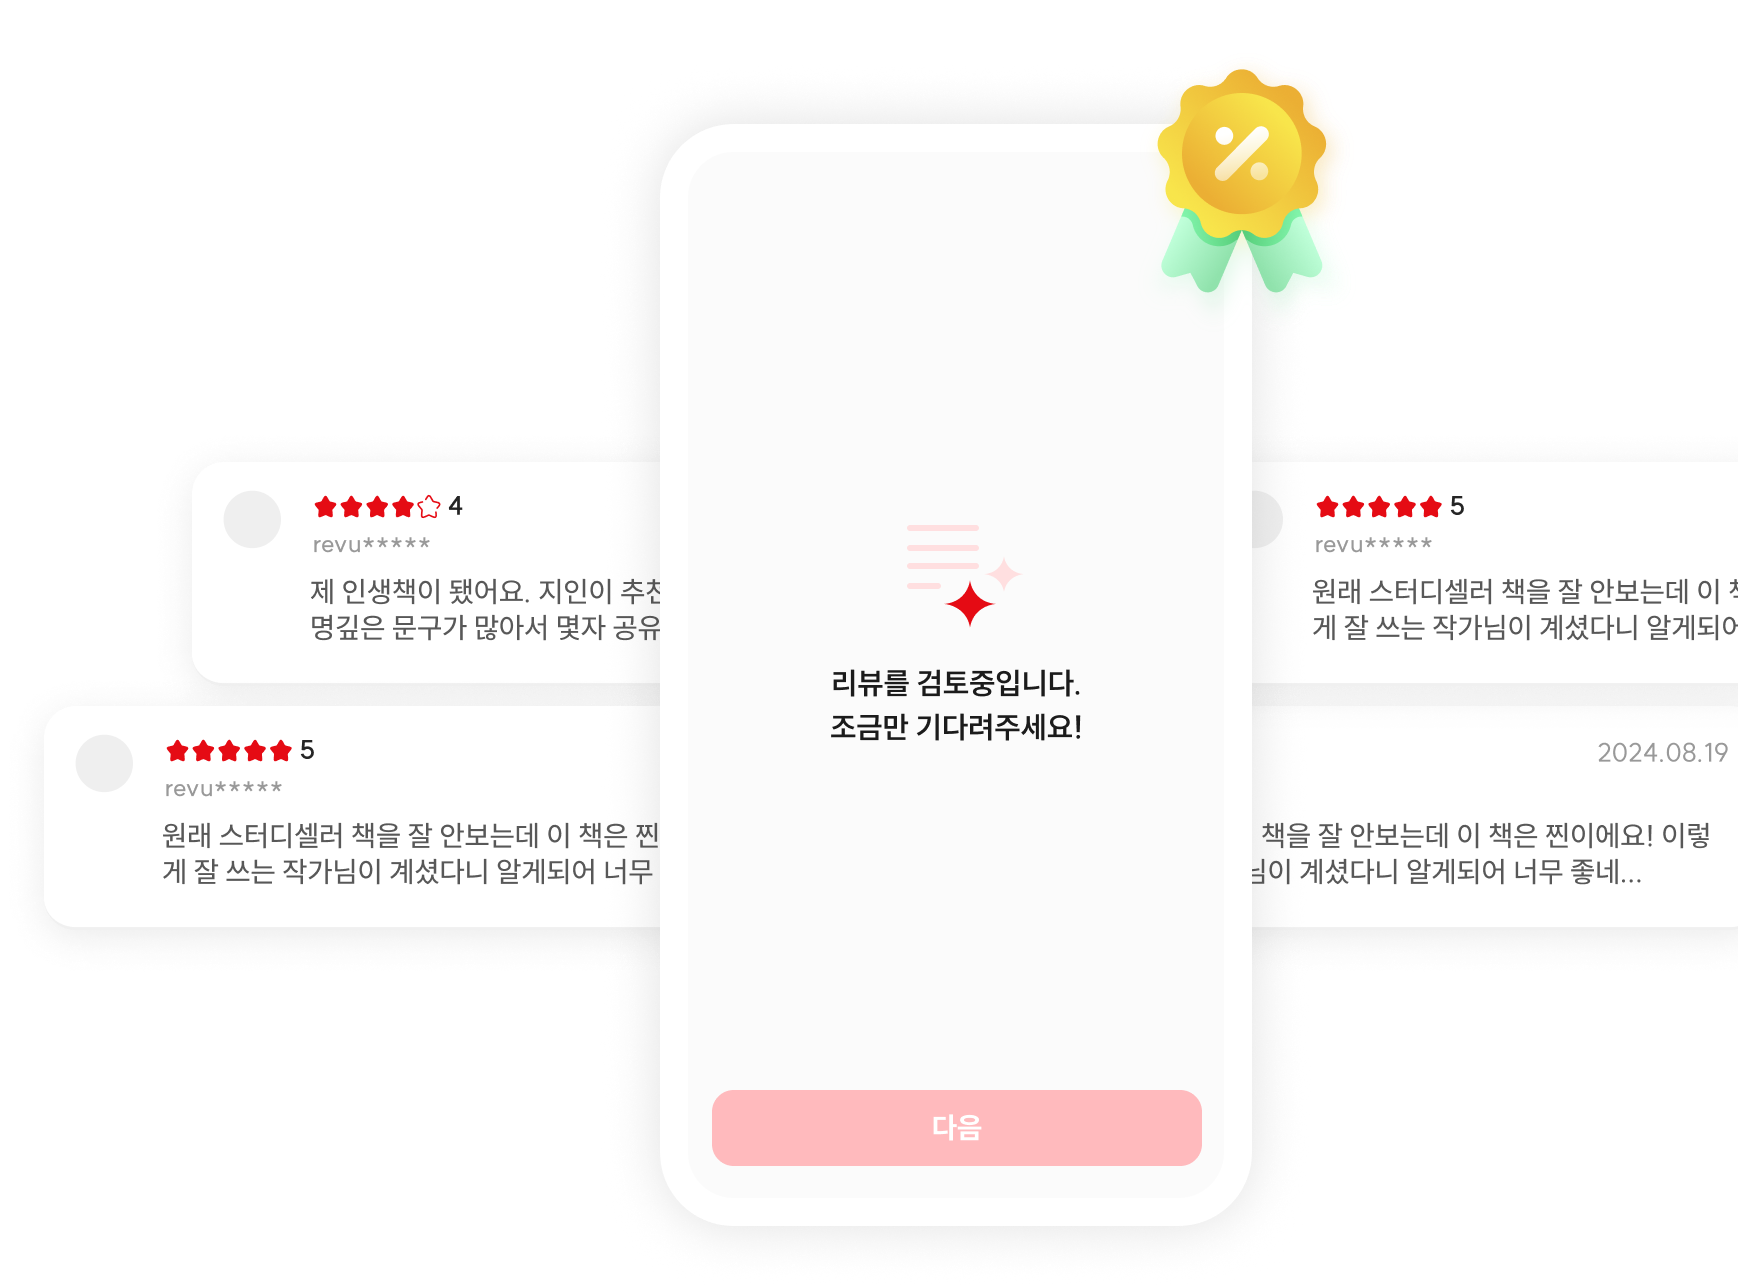 4
revu*****
제 인생책이 됐어요. 지인이
명깊은 문구가 많아서 몇자 공유
5
revu*****
원래 스터디셀러 책을 잘 안보는데 이 책은 찐
게 잘 쓰는 작가님이 계셨다니 알게되어 너무
리뷰를 검토중입니다.
조금만 기다려주세요!
다음
5
revu*****
원래 스터디셀러 책을 잘 안보는데 이
게 잘 쓰는 작가님이 계셨다니 알게되어
2024.08.19
책을 잘 안보는데 이 책은 찐이에요! 이렇
계셨다니 알게되어 너무 좋네...